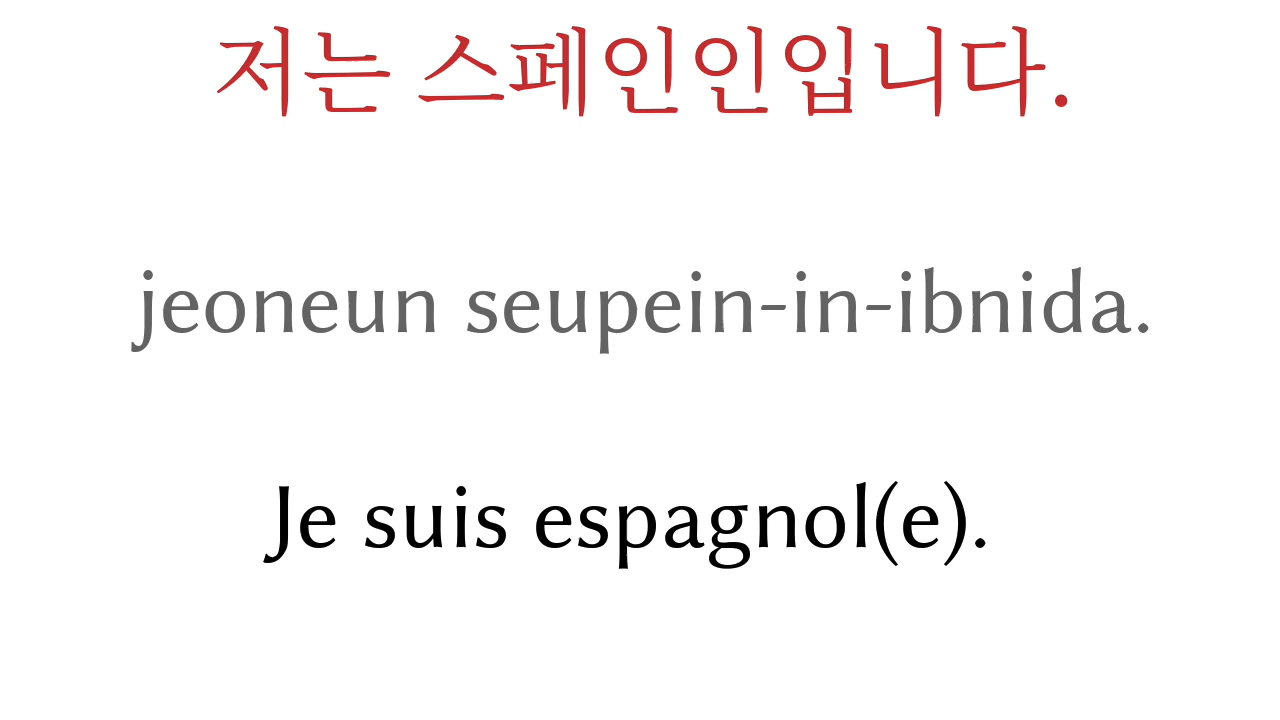 저는 스페인인입니다.
jeoneun seupein-in-ibnida.
Je suis espagnol(e).